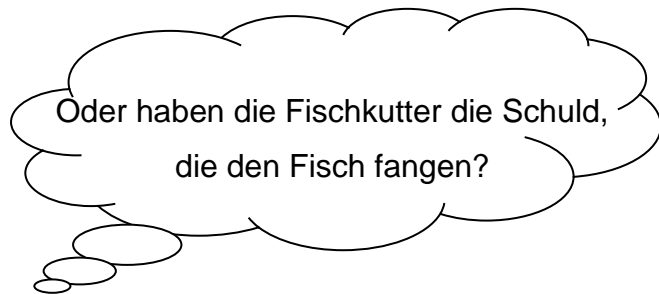 Oder haben die Fischkutter die Schuld,
die den Fisch fangen?